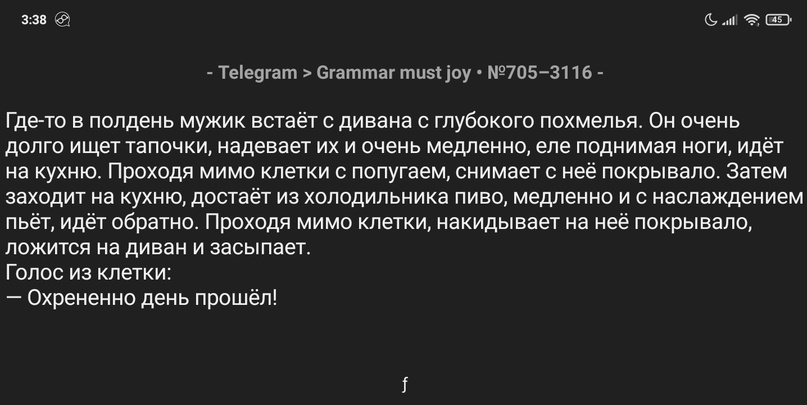 3:38
45
- Telegram > Grammar must joy • №705–3116 -
Где-то в полдень мужик встаёт с дивана с глубокого похмелья. Он очень
долго ищет тапочки, надевает их и очень медленно, еле поднимая ноги, идёт
на кухню. Проходя мимо клетки с попугаем, снимает с неё покрывало. Затем
заходит на кухню, достаёт из холодильника пиво, медленно и с наслаждением
пьёт, идёт обратно. Проходя мимо клетки, накидывает на неё покрывало,
ложится на диван и засыпает.
Голос из клетки:
— Охрененно день прошёл!
ƒ